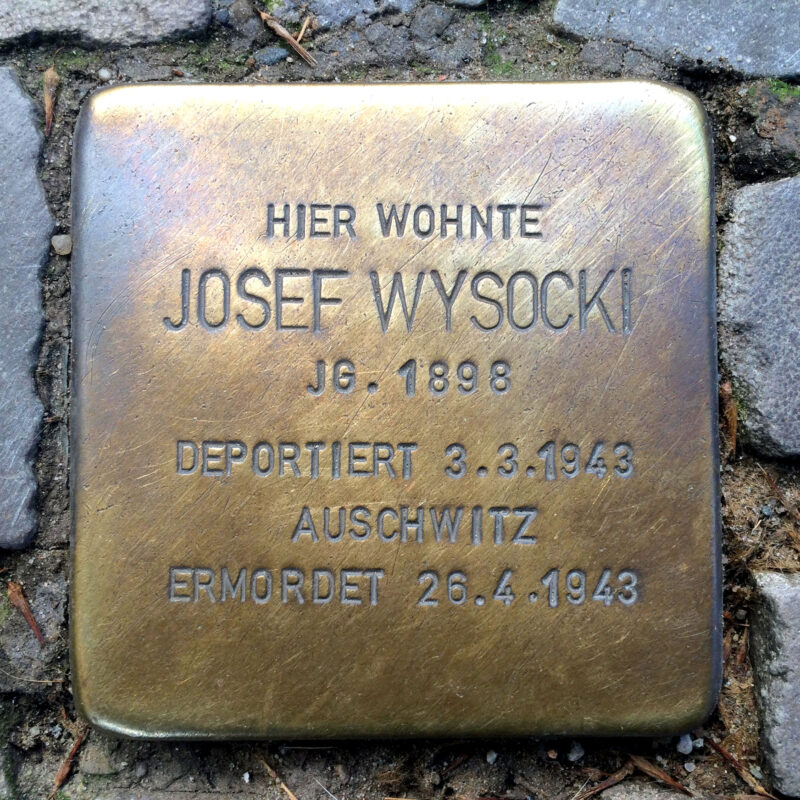 HIER WOHNTE
JOSEF WYSOCKI
JG. 1898
DEPORTIERT 3.3.1943
AUSCHWITZ
ERMORDET 26.4.1943